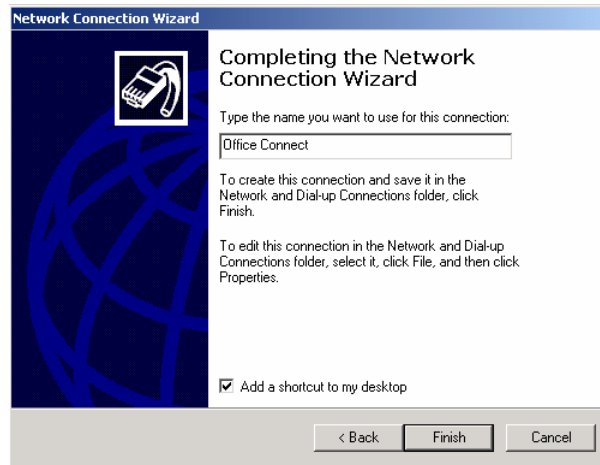 Network Connection Wizard
Completing the Network
Connection Wizard
Type the name you want to use for this connection:
Office Connect
To create this connection and save it in the
Network and Dial-up Connections folder, click
Finish.
To edit this connection in the Network and Dial-up
Connections folder, select it, click File, and then click
Properties.
Add a shortcut to my desktop
< Back Finish Cancel